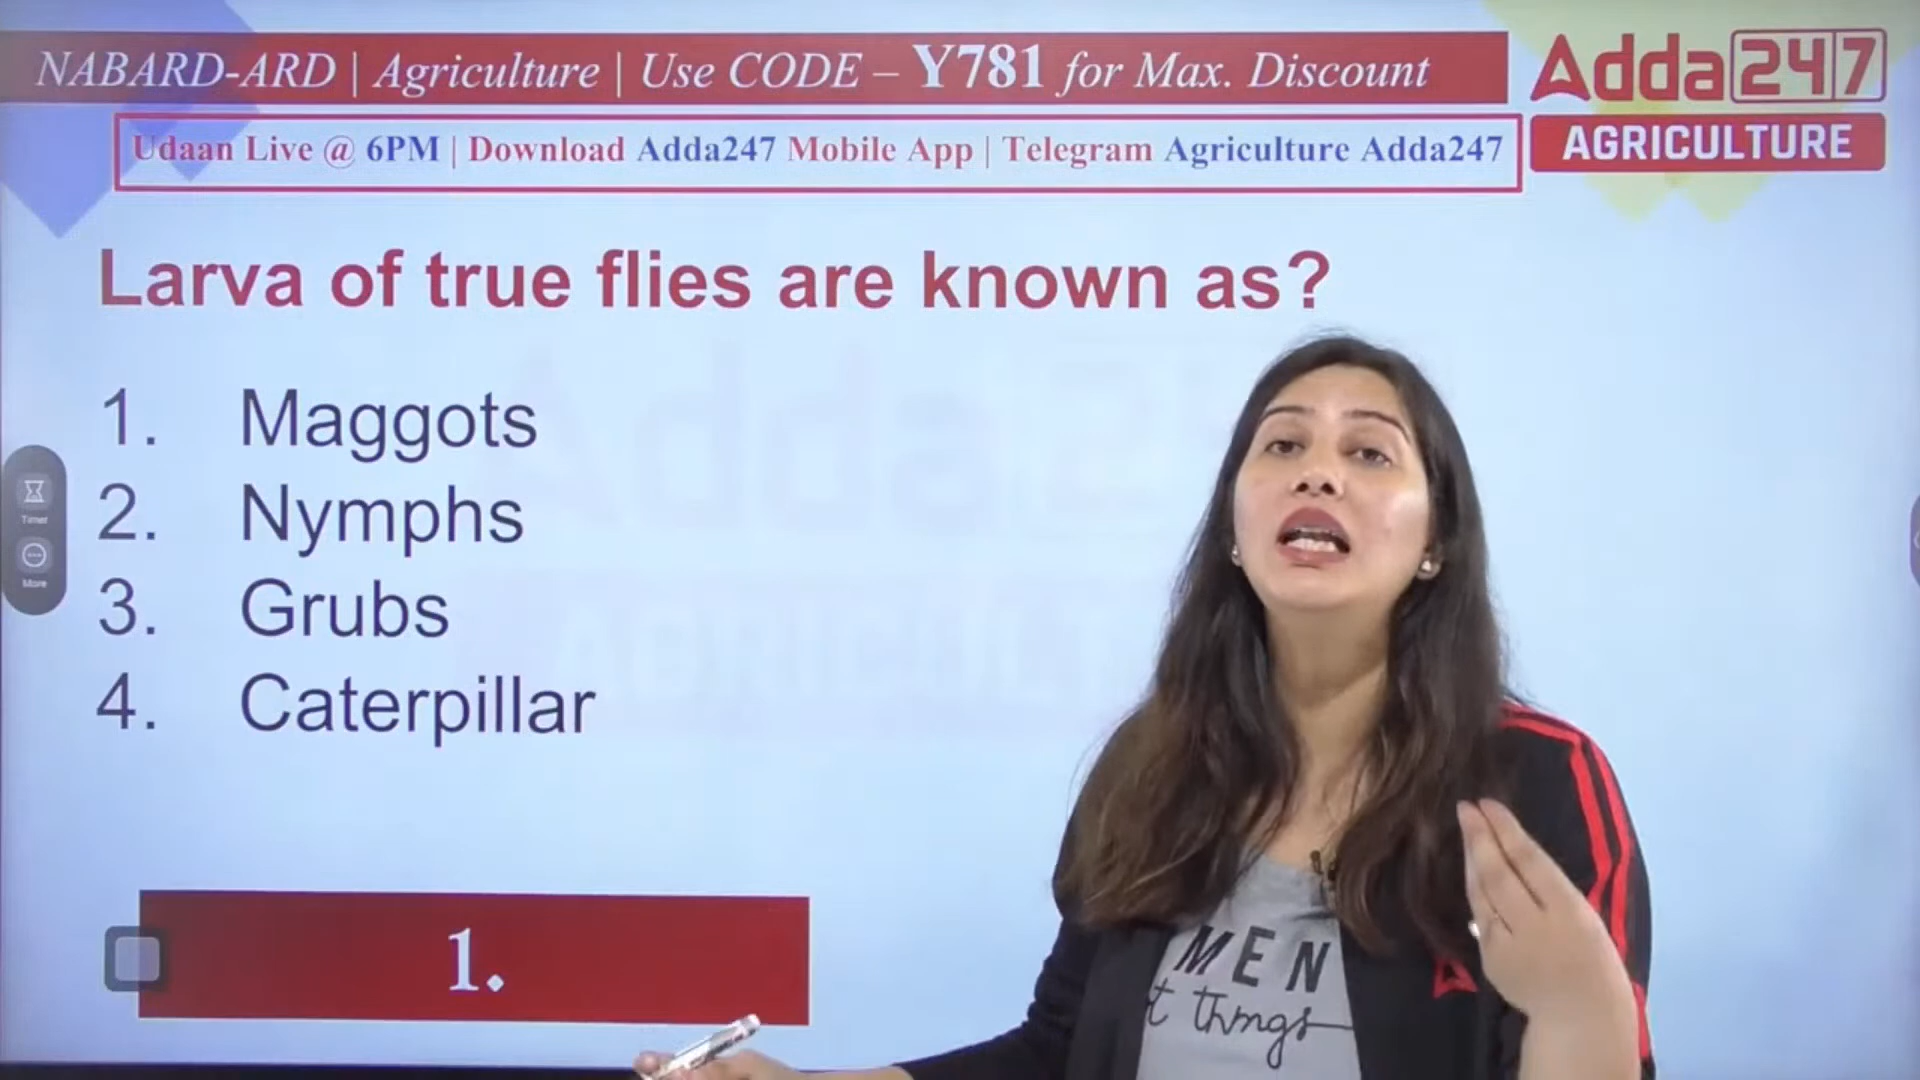 NABARD-ARD | Agriculture | Use CODE – Y781 for Max. Discount
Adda247
Udaan Live @ 6PM | Download Adda247 Mobile App | Telegram Agriculture Adda247
AGRICULTURE
Larva of true flies are known as?
1. Maggots
2. Nymphs
3. Grubs
4. Caterpillar
Timer
More
1.
MEN
t things